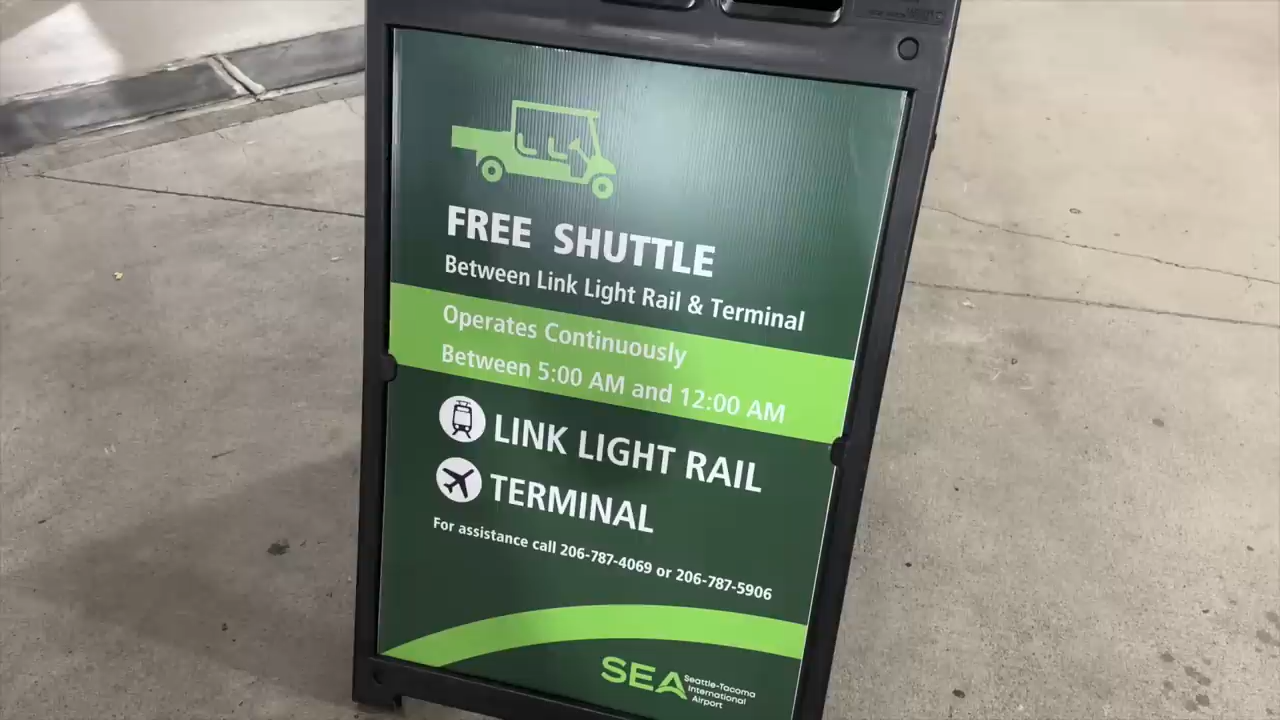 FREE SHUTTLE
Between Link Light Rail & Terminal
Operates Continuously
Between 5:00 AM and 12:00 AM
LINK LIGHT RAIL
TERMINAL
For assistance call 206-787-4069 or 206-787-5906
SEA
Seattle-Tacoma
International
Airport